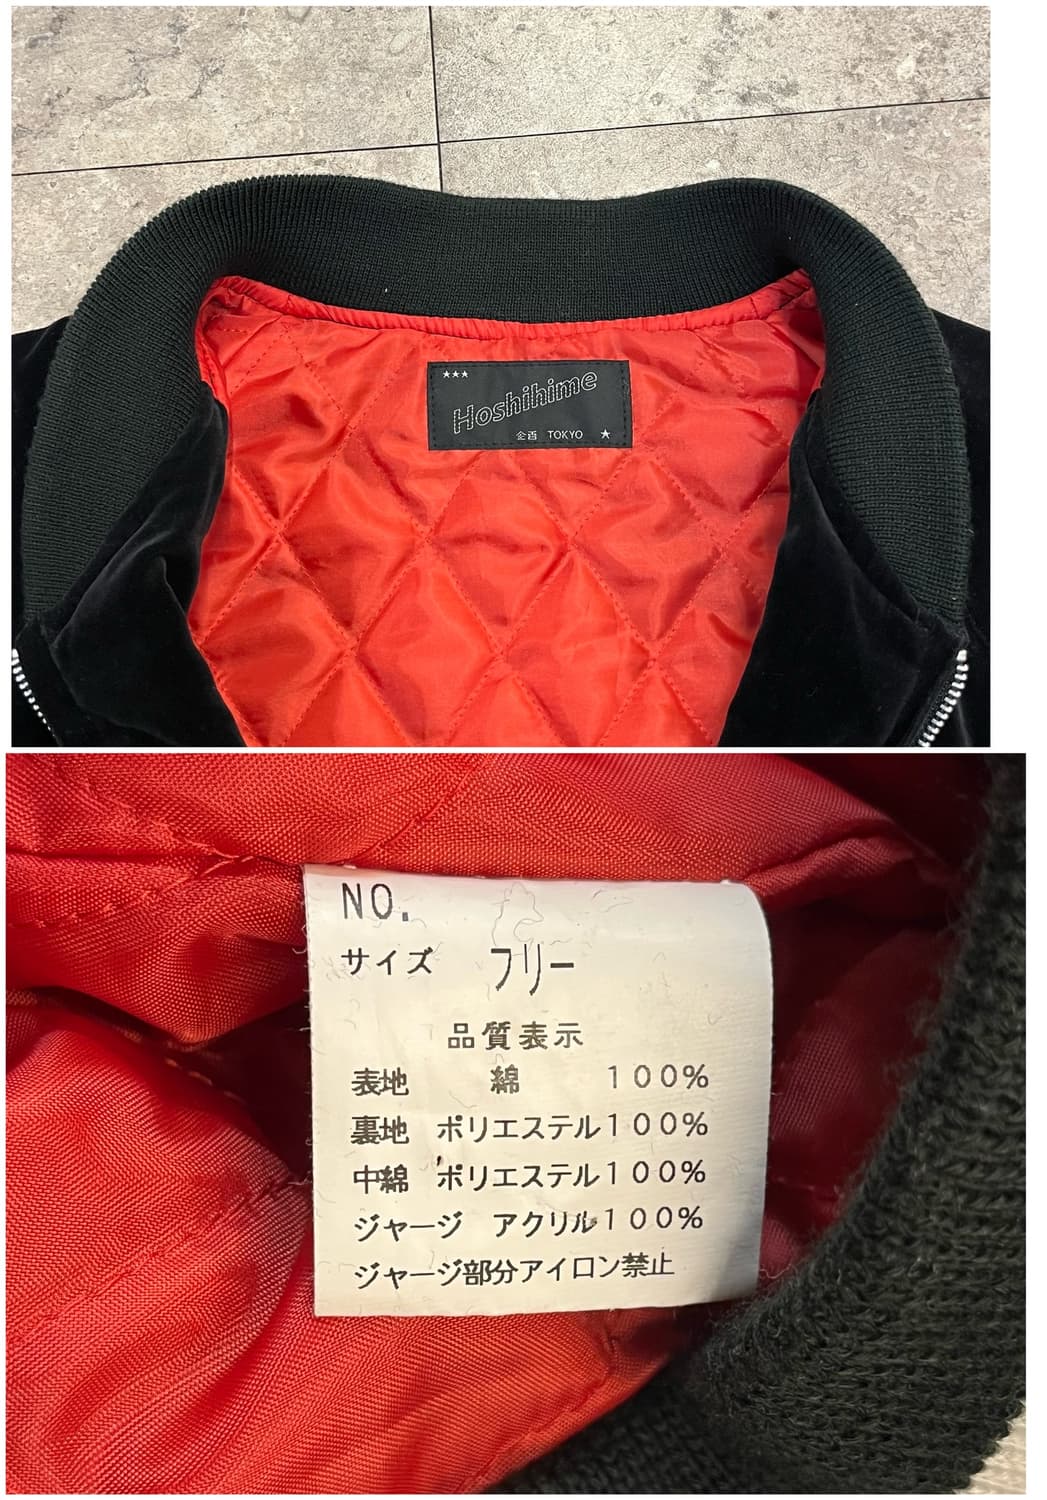 ★★★
Hoshihime
企画 TOKYO ★
NO.
サイズ フリー
品質表示
表地 綿 100%
裏地 ポリエステル100%
中綿 ポリエステル100%
ジャージ アクリル100%
ジャージ部分アイロン禁止